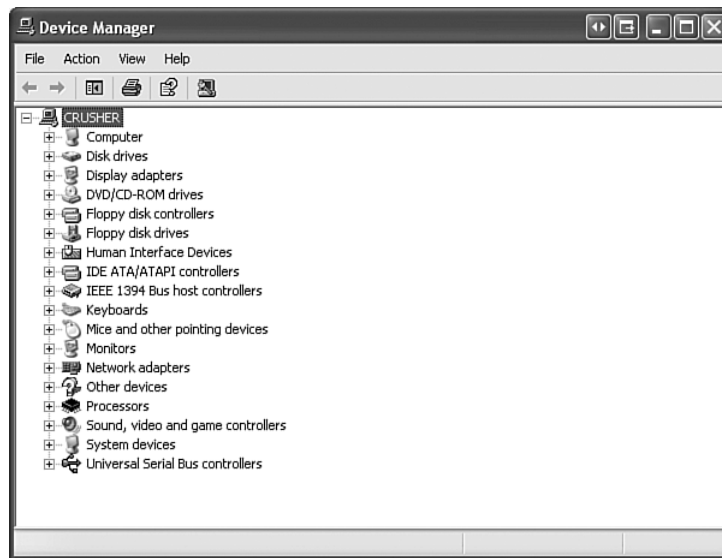 Device Manager
File Action View Help
CRUSHER
Computer
Disk drives
Display adapters
DVD/CD-ROM drives
Floppy disk controllers
Floppy disk drives
Human Interface Devices
IDE ATA/ATAPI controllers
IEEE 1394 Bus host controllers
Keyboards
Mice and other pointing devices
Monitors
Network adapters
Other devices
Processors
Sound, video and game controllers
System devices
Universal Serial Bus controllers